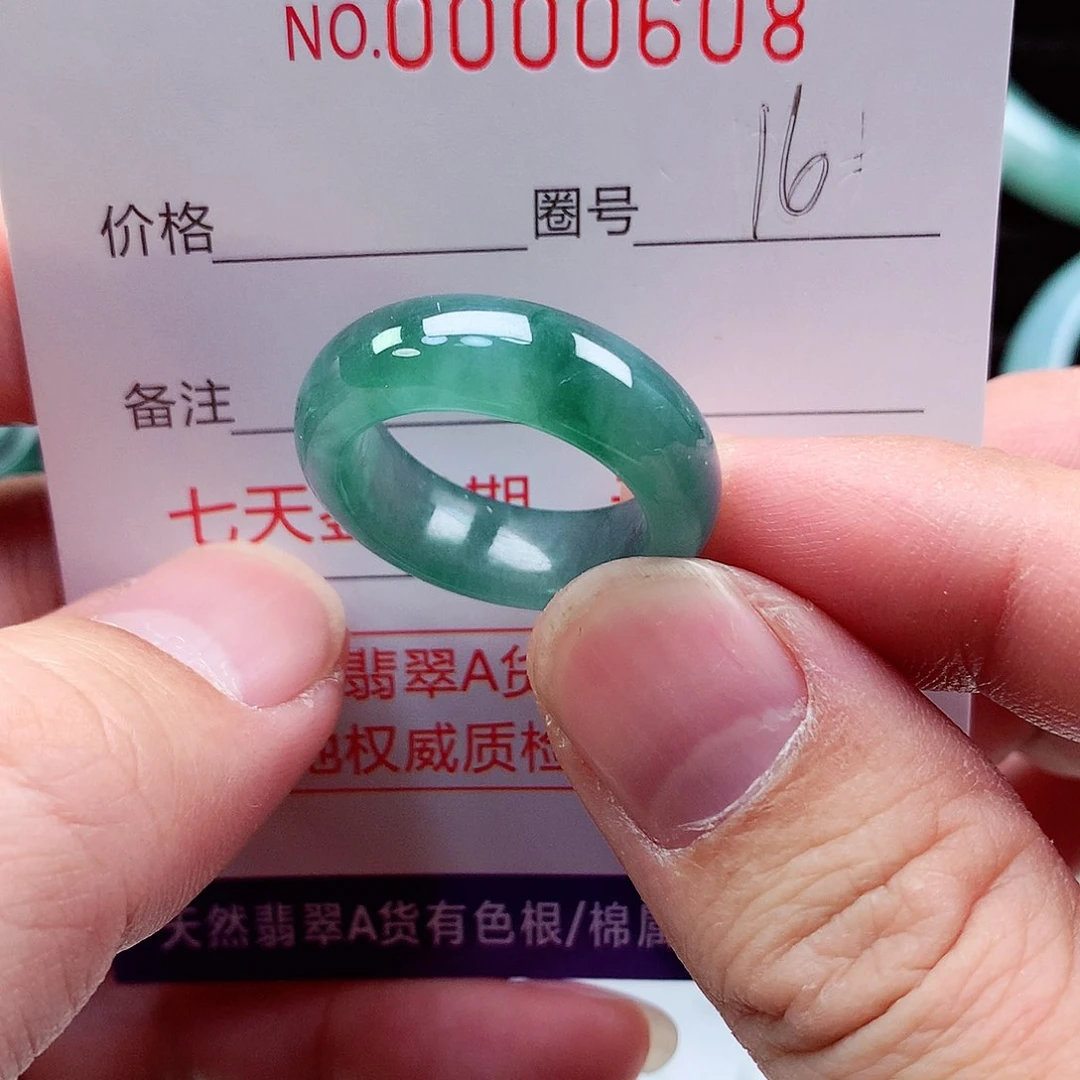 NO.0000608
价格 圈号 16
备注
七天 期
翡翠A货
权威质检
天然翡翠A货有色根/棉